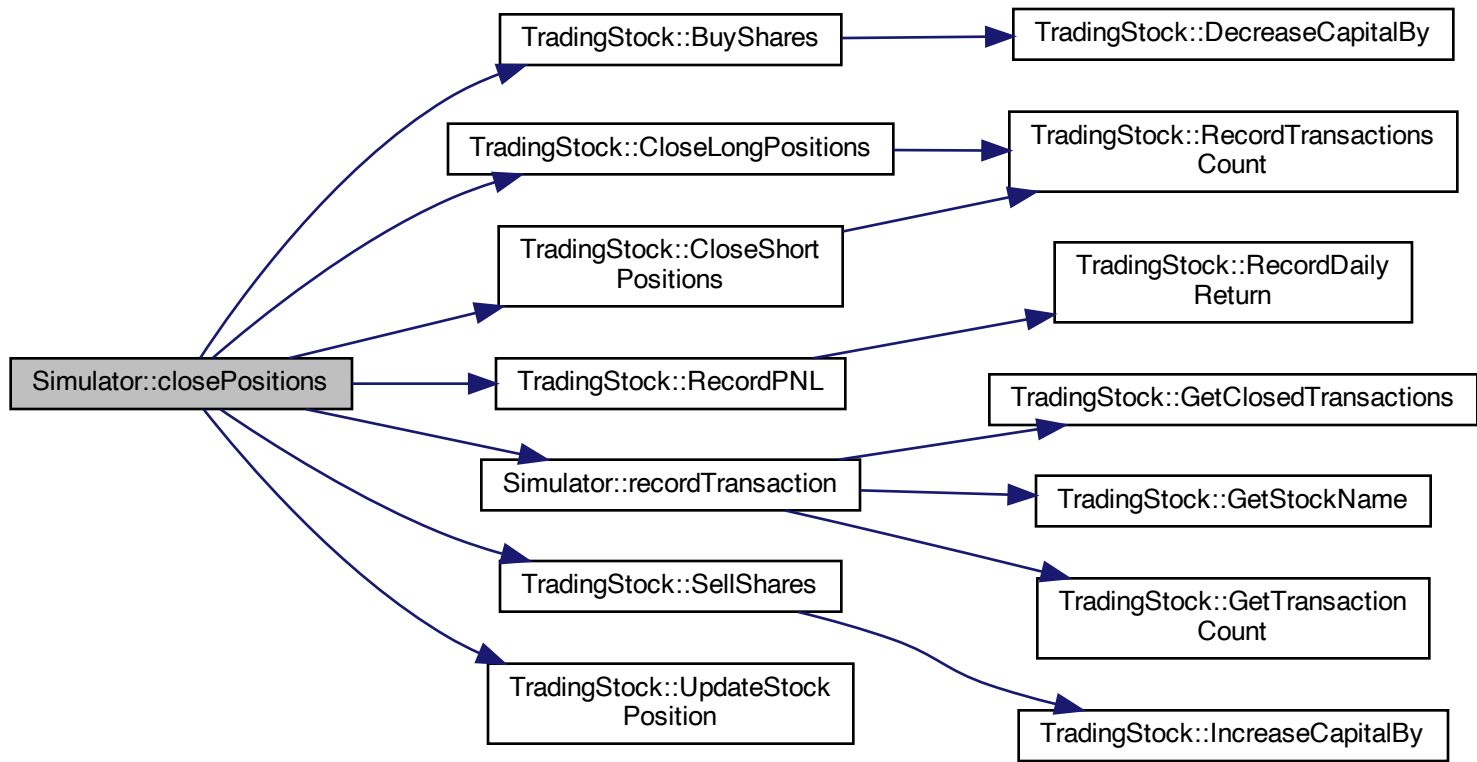 TradingStock::BuyShares
TradingStock::DecreaseCapitalBy
TradingStock::CloseLongPositions
TradingStock::RecordTransactions
Count
TradingStock::CloseShort
Positions
TradingStock::RecordDaily
Return
Simulator::closePositions
TradingStock::RecordPNL
TradingStock::GetClosedTransactions
Simulator::recordTransaction
TradingStock::GetStockName
TradingStock::SellShares
TradingStock::GetTransaction
Count
TradingStock::UpdateStock
Position
TradingStock::IncreaseCapitalBy